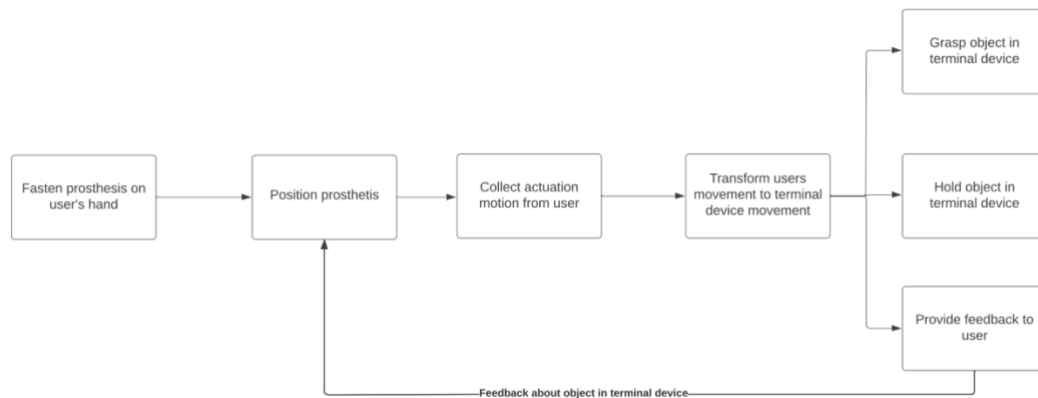 Grasp object in
terminal device
Fasten prosthesis on
user's hand
Position prosthetis
Collect actuation
motion from user
Transform users
movement to terminal
device movement
Hold object in
terminal device
Provide feedback to
user
Feedback about object in terminal device